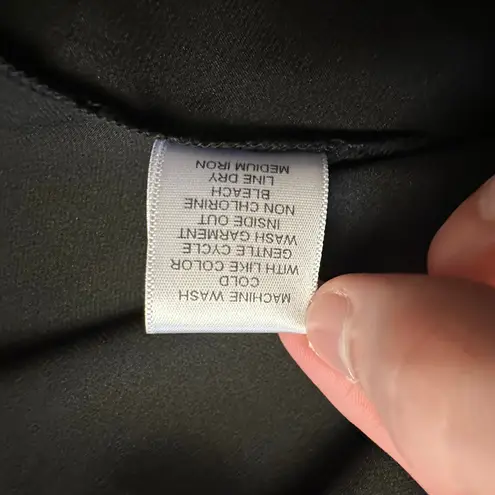 MACHINE WASH
COLD
WITH LIKE COLOR
GENTLE CYCLE
WASH GARMENT
INSIDE OUT
NON CHLORINE
BLEACH
LINE DRY
MEDIUM IRON